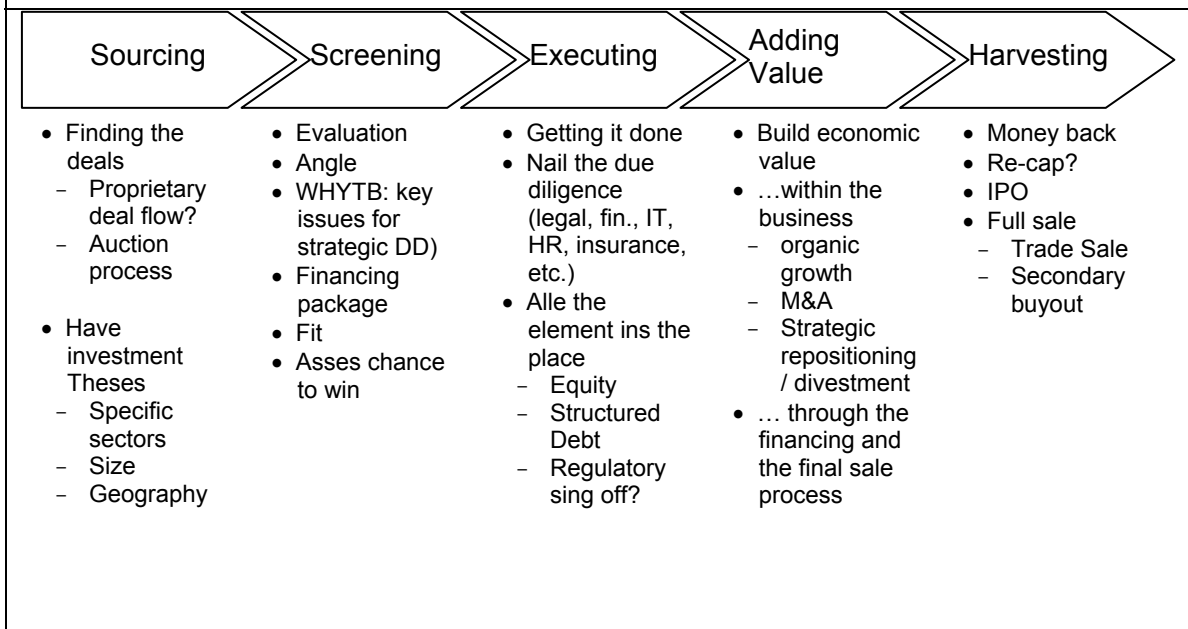 Sourcing
Screening
Executing
Adding
Value
Harvesting
• Finding the
deals
– Proprietary
deal flow?
– Auction
process
• Have
investment
Theses
– Specific
sectors
– Size
– Geography
• Evaluation
• Angle
• WHYTB: key
issues for
strategic DD)
• Financing
package
• Fit
• Asses chance
to win
• Getting it done
• Nail the due
diligence
(legal, fin., IT,
HR, insurance,
etc.)
• Alle the
element ins the
place
– Equity
– Structured
Debt
– Regulatory
sing off?
• Build economic
value
• …within the
business
– organic
growth
– M&A
– Strategic
repositioning
/ divestment
• … through the
financing and
the final sale
process
• Money back
• Re-cap?
• IPO
• Full sale
– Trade Sale
– Secondary
buyout